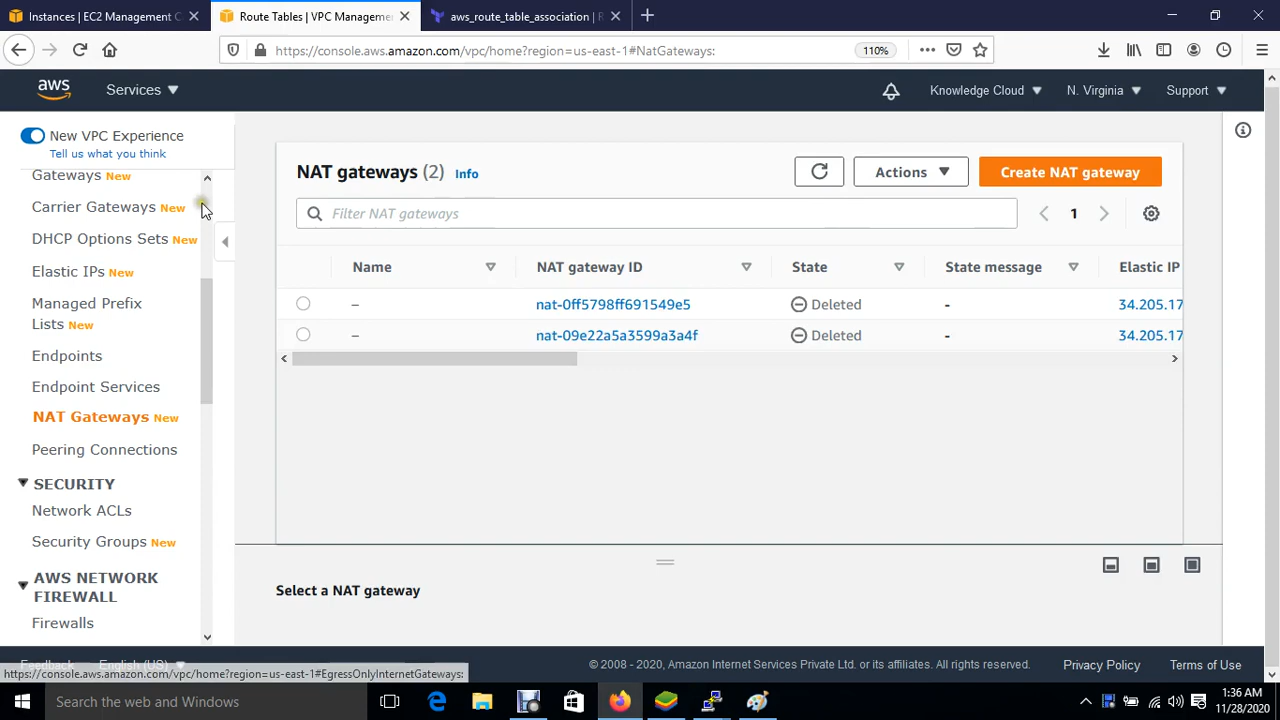 Instances | EC2 Management C
Route Tables | VPC Managemen
aws_route_table_association | R
https://console.aws.amazon.com/vpc/home?region=us-east-1#NatGateways:
110%
aws
Services
Knowledge Cloud
N. Virginia
Support
New VPC Experience
Tell us what you think
Gateways New
Carrier Gateways New
DHCP Options Sets New
Elastic IPs New
Managed Prefix
Lists New
Endpoints
Endpoint Services
NAT Gateways New
Peering Connections
SECURITY
Network ACLs
Security Groups New
AWS NETWORK
FIREWALL
Firewalls
NAT gateways (2) Info
Actions
Create NAT gateway
Filter NAT gateways
1
Name
NAT gateway ID
State
State message
Elastic IP
– nat-0ff5798ff691549e5 Deleted - 34.205.17
– nat-09e22a5a3599a3a4f Deleted - 34.205.17
Select a NAT gateway
Feedback English (US)
https://console.aws.amazon.com/vpc/home?region=us-east-1#EgressOnlyInternetGateways:
© 2008 - 2020, Amazon Internet Services Private Ltd. or its affiliates. All rights reserved.
Privacy Policy
Terms of Use
Search the web and Windows
1:36 AM
11/28/2020